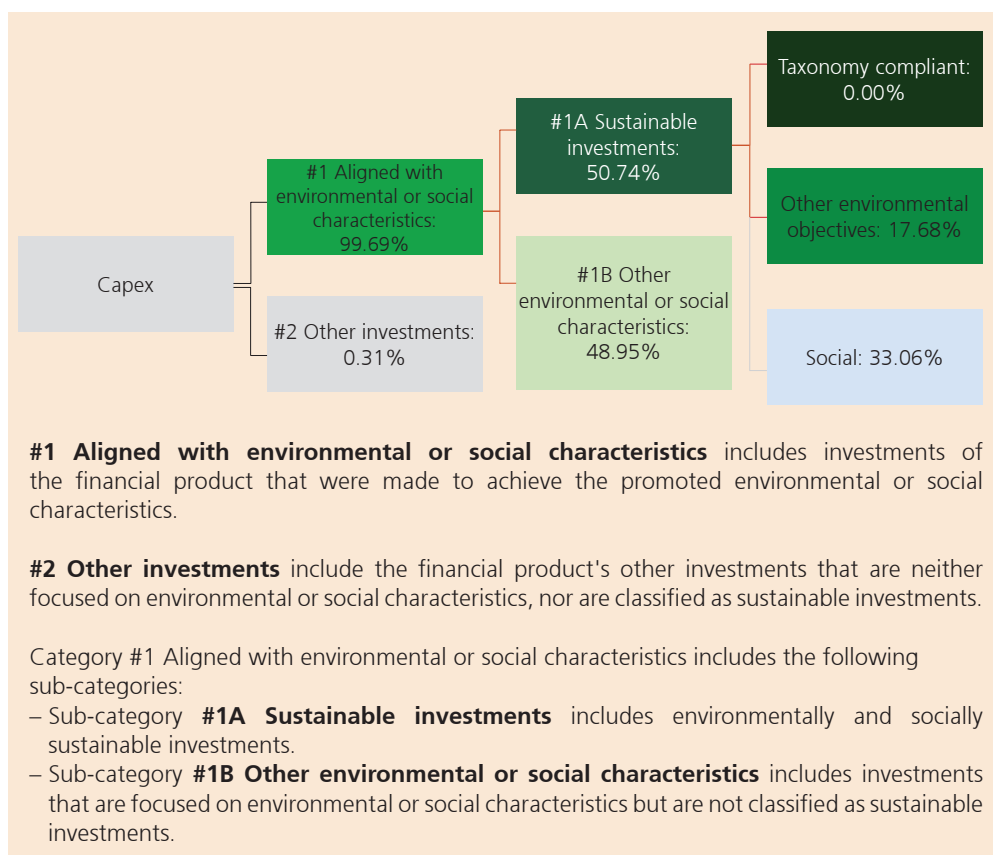 Capex
#1 Aligned with
environmental or social
characteristics:
99.69%
#2 Other investments:
0.31%
#1A Sustainable
investments:
50.74%
#1B Other
environmental or social
characteristics:
48.95%
Taxonomy compliant:
0.00%
Other environmental
objectives: 17.68%
Social: 33.06%
#1 Aligned with environmental or social characteristics includes investments of
the financial product that were made to achieve the promoted environmental or social
characteristics.
#2 Other investments include the financial product's other investments that are neither
focused on environmental or social characteristics, nor are classified as sustainable investments.
Category #1 Aligned with environmental or social characteristics includes the following
sub-categories:
– Sub-category #1A Sustainable investments includes environmentally and socially
sustainable investments.
– Sub-category #1B Other environmental or social characteristics includes investments
that are focused on environmental or social characteristics but are not classified as sustainable
investments.